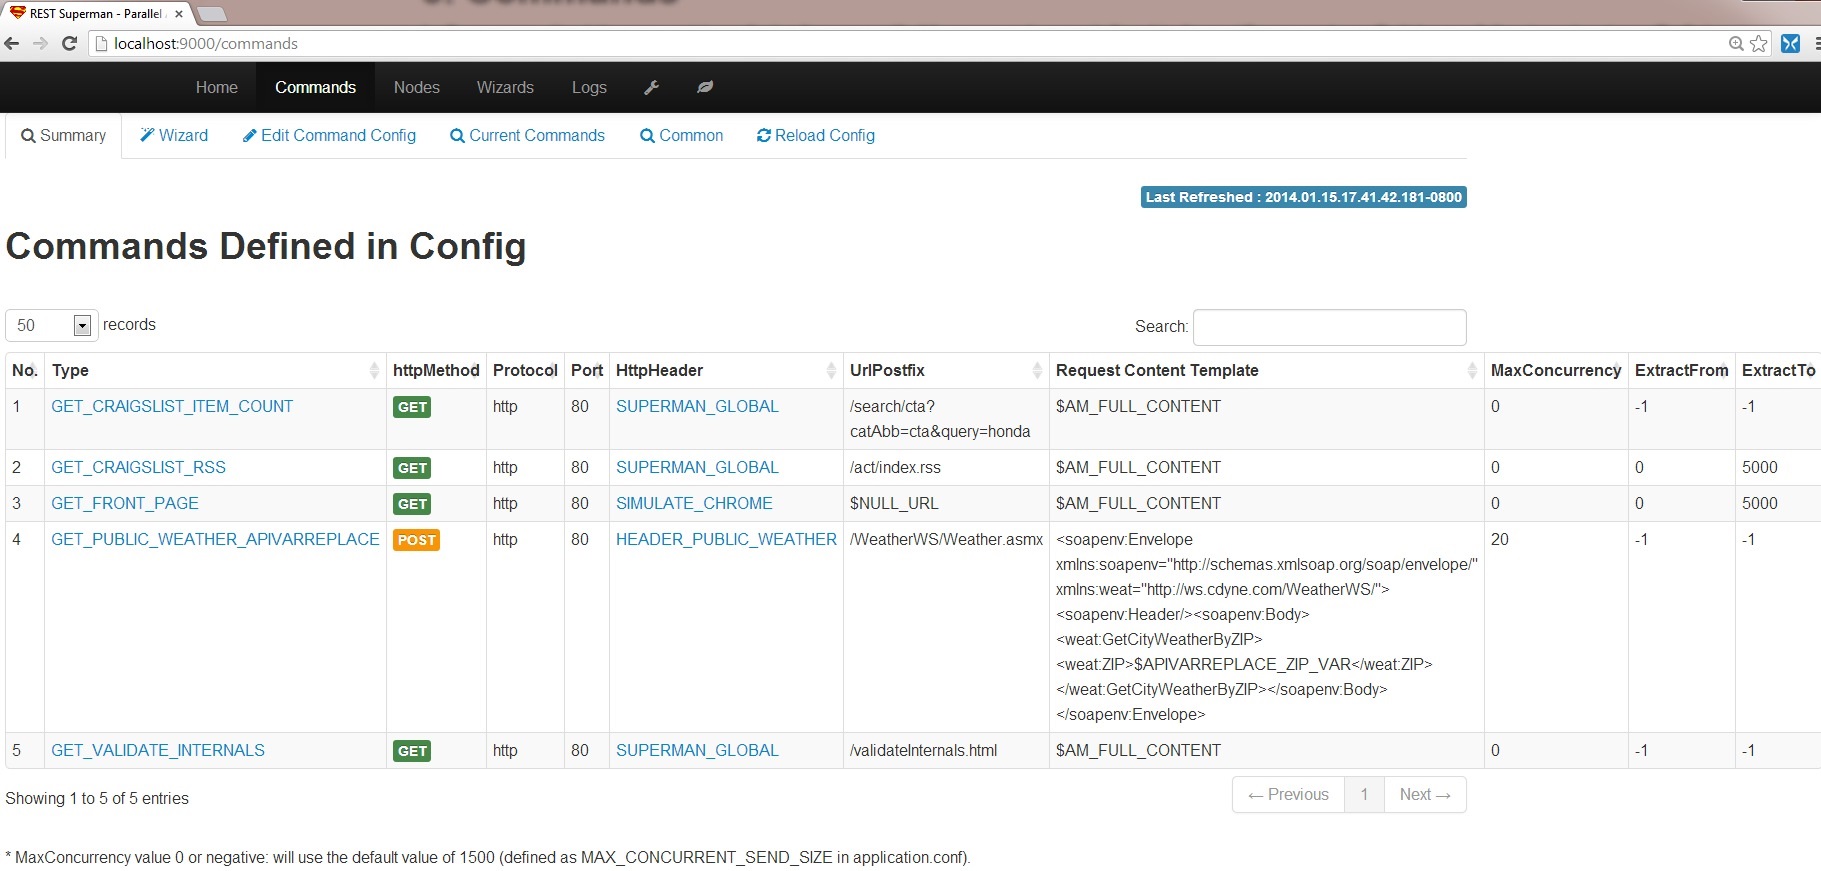 REST Superman - Parallel
localhost:9000/commands
Home Commands Nodes Wizards Logs
Summary Wizard Edit Command Config Current Commands Common Reload Config
Last Refreshed : 2014.01.15.17.41.42.181-0800
Commands Defined in Config
50 records Search:
No. Type httpMethod Protocol Port HttpHeader UrlPostfix Request Content Template MaxConcurrency ExtractFrom ExtractTo
1 GET_CRAIGSLIST_ITEM_COUNT GET http 80 SUPERMAN_GLOBAL /search/cta? $AM_FULL_CONTENT 0 -1 -1
catAbb=cta&query=honda
2 GET_CRAIGSLIST_RSS GET http 80 SUPERMAN_GLOBAL /act/index.rss $AM_FULL_CONTENT 0 0 5000
3 GET_FRONT_PAGE GET http 80 SIMULATE_CHROME $NULL_URL $AM_FULL_CONTENT 0 0 5000
4 GET_PUBLIC_WEATHER_APIVARREPLACE POST http 80 HEADER_PUBLIC_WEATHER /WeatherWS/Weather.asmx <soapenv:Envelope 20 -1 -1
xmlns:soapenv="http://schemas.xmlsoap.org/soap/envelope/"
xmlns:weat="http://ws.cdyne.com/WeatherWS/">
<soapenv:Header/><soapenv:Body>
<weat:GetCityWeatherByZIP>
<weat:ZIP>$APIVARREPLACE_ZIP_VAR</weat:ZIP>
</weat:GetCityWeatherByZIP></soapenv:Body>
</soapenv:Envelope>
5 GET_VALIDATE_INTERNALS GET http 80 SUPERMAN_GLOBAL /validateInternals.html $AM_FULL_CONTENT 0 -1 -1
Showing 1 to 5 of 5 entries ← Previous 1 Next →
* MaxConcurrency value 0 or negative: will use the default value of 1500 (defined as MAX_CONCURRENT_SEND_SIZE in application.conf).